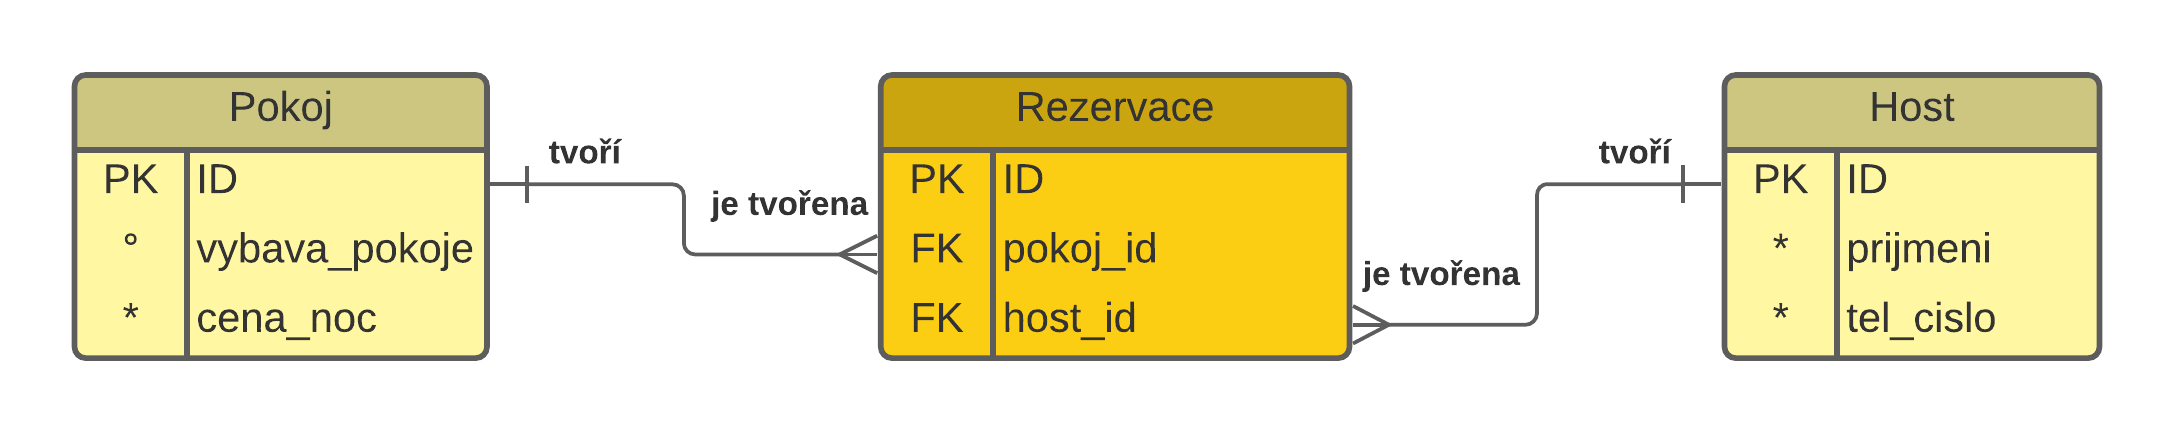 Pokoj
PK ID
° vybava_pokoje
* cena_noc
tvoří
je tvořena
Rezervace
PK ID
FK pokoj_id
FK host_id
je tvořena
tvoří
Host
PK ID
* prijmeni
* tel_cislo